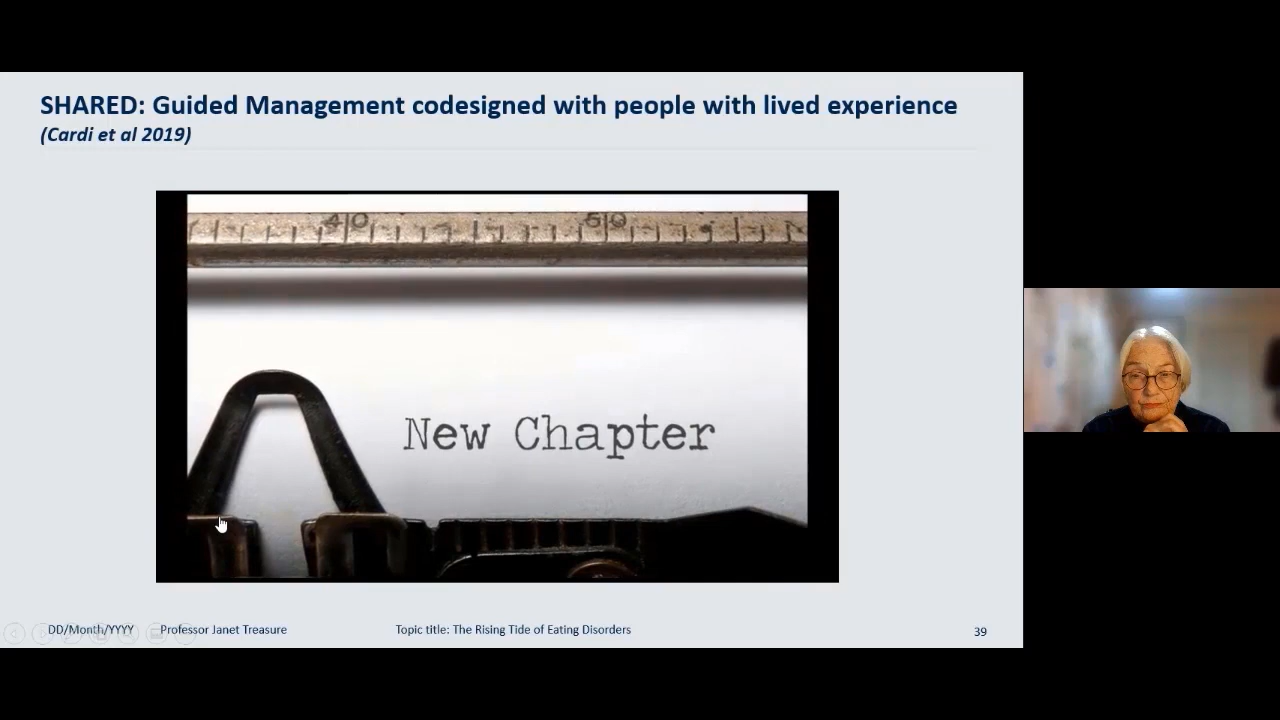 SHARED: Guided Management codesigned with people with lived experience
(Cardi et al 2019)
40 50
New Chapter
DD/Month/YYYY Professor Janet Treasure Topic title: The Rising Tide of Eating Disorders 39